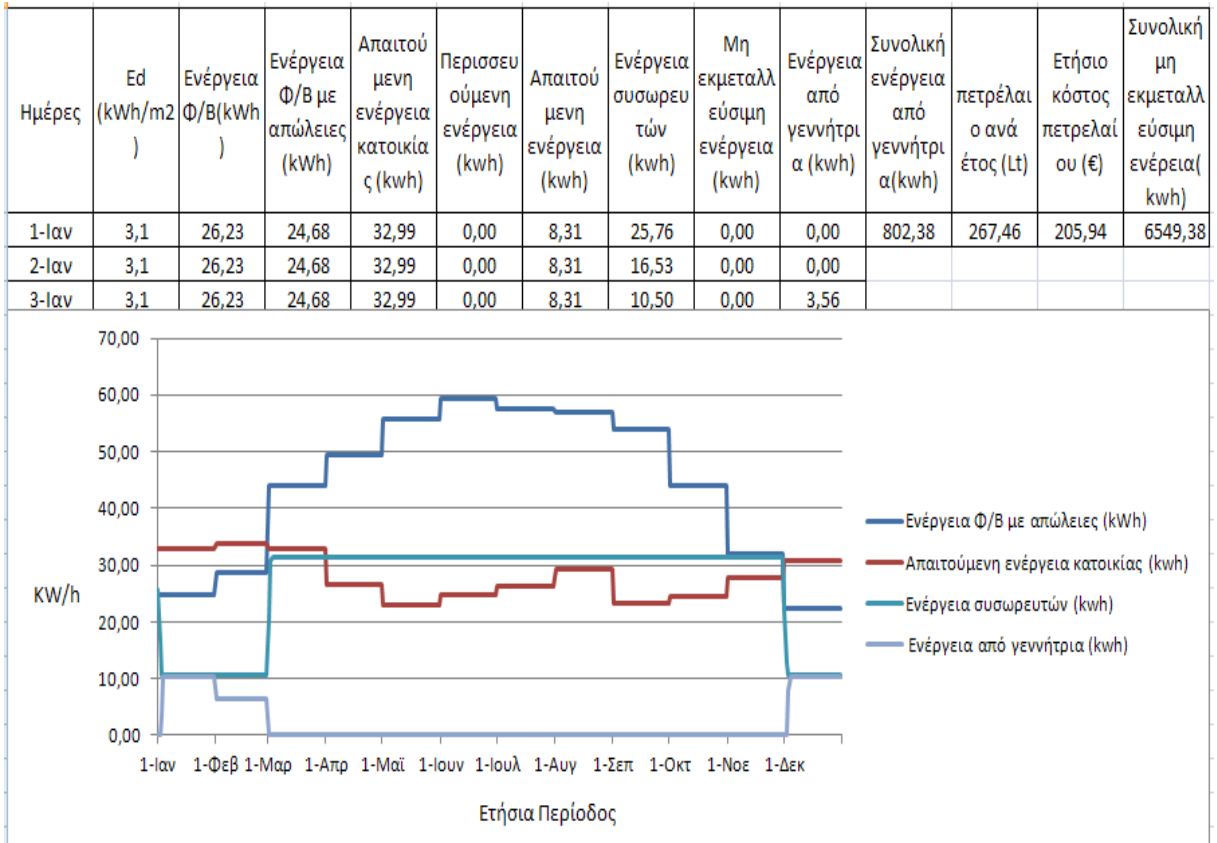 Ημέρες
Ed
(kWh/m2
)
Ενέργεια
Φ/Β(kWh
)
Ενέργεια
Φ/Β με
απώλειες
(kWh)
Απαιτού
μενη
ενέργεια
κατοικία
ς (kwh)
Περισσευ
ούμενη
ενέργεια
(kwh)
Απαιτού
μενη
ενέργεια
(kwh)
Ενέργεια
συσωρευ
τών
(kwh)
Μη
εκμεταλλ
εύσιμη
ενέργεια
(kwh)
Ενέργεια
από
γεννήτρι
α (kwh)
Συνολική
ενέργεια
από
γεννήτρι
α(kwh)
πετρέλαι
ο ανά
έτος (Lt)
Ετήσιο
κόστος
πετρελαί
ου (€)
Συνολική
μη
εκμεταλλ
εύσιμη
ενέρεια(
kwh)
1-Ιαν 3,1 26,23 24,68 32,99 0,00 8,31 25,76 0,00 0,00 802,38 267,46 205,94 6549,38
2-Ιαν 3,1 26,23 24,68 32,99 0,00 8,31 16,53 0,00 0,00
3-Ιαν 3,1 26,23 24,68 32,99 0,00 8,31 10,50 0,00 3,56
70,00
60,00
50,00
40,00
30,00
20,00
10,00
0,00
KW/h
1-Ιαν 1-Φεβ 1-Μαρ 1-Απρ 1-Μαϊ 1-Ιουν 1-Ιουλ 1-Αυγ 1-Σεπ 1-Οκτ 1-Νοε 1-Δεκ
Ετήσια Περίοδος
Ενέργεια Φ/Β με απώλειες (kWh)
Απαιτούμενη ενέργεια κατοικίας (kwh)
Ενέργεια συσωρευτών (kwh)
Ενέργεια από γεννήτρια (kwh)